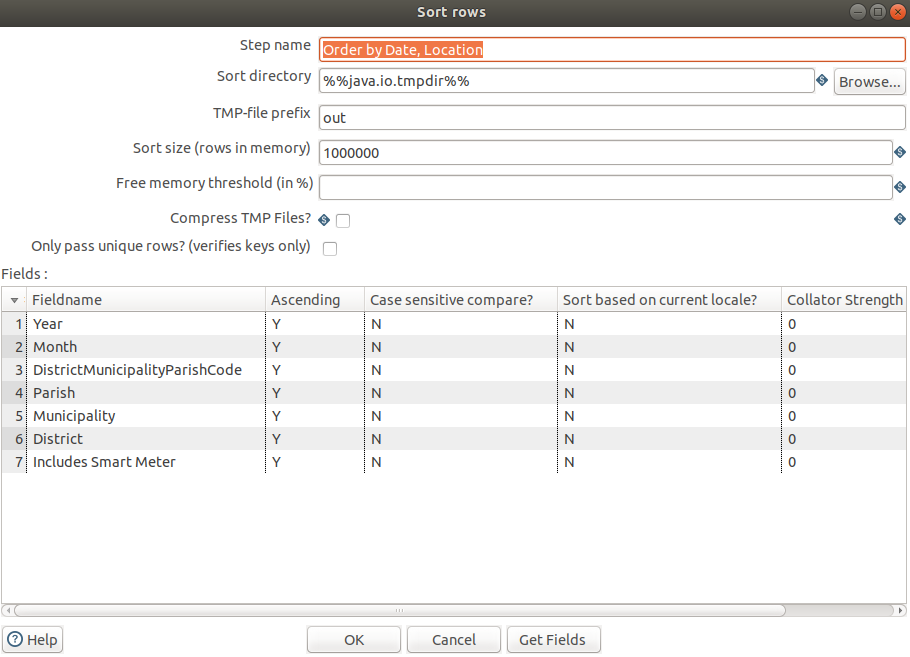 Sort rows
Step name Order by Date, Location
Sort directory %%java.io.tmpdir%% Browse...
TMP-file prefix out
Sort size (rows in memory) 1000000
Free memory threshold (in %)
Compress TMP Files?
Only pass unique rows? (verifies keys only)
Fields :
Fieldname Ascending Case sensitive compare? Sort based on current locale? Collator Strength
1 Year Y N N 0
2 Month Y N N 0
3 DistrictMunicipalityParishCode Y N N 0
4 Parish Y N N 0
5 Municipality Y N N 0
6 District Y N N 0
7 Includes Smart Meter Y N N 0
Help OK Cancel Get Fields